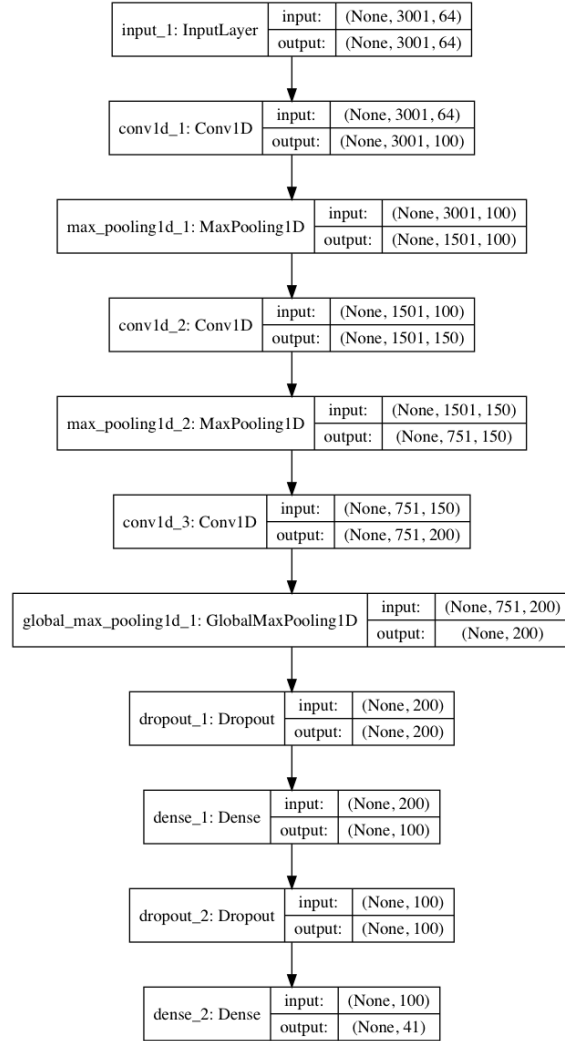 input_1: InputLayer
input: (None, 3001, 64)
output: (None, 3001, 64)
conv1d_1: Conv1D
input: (None, 3001, 64)
output: (None, 3001, 100)
max_pooling1d_1: MaxPooling1D
input: (None, 3001, 100)
output: (None, 1501, 100)
conv1d_2: Conv1D
input: (None, 1501, 100)
output: (None, 1501, 150)
max_pooling1d_2: MaxPooling1D
input: (None, 1501, 150)
output: (None, 751, 150)
conv1d_3: Conv1D
input: (None, 751, 150)
output: (None, 751, 200)
global_max_pooling1d_1: GlobalMaxPooling1D
input: (None, 751, 200)
output: (None, 200)
dropout_1: Dropout
input: (None, 200)
output: (None, 200)
dense_1: Dense
input: (None, 200)
output: (None, 100)
dropout_2: Dropout
input: (None, 100)
output: (None, 100)
dense_2: Dense
input: (None, 100)
output: (None, 41)